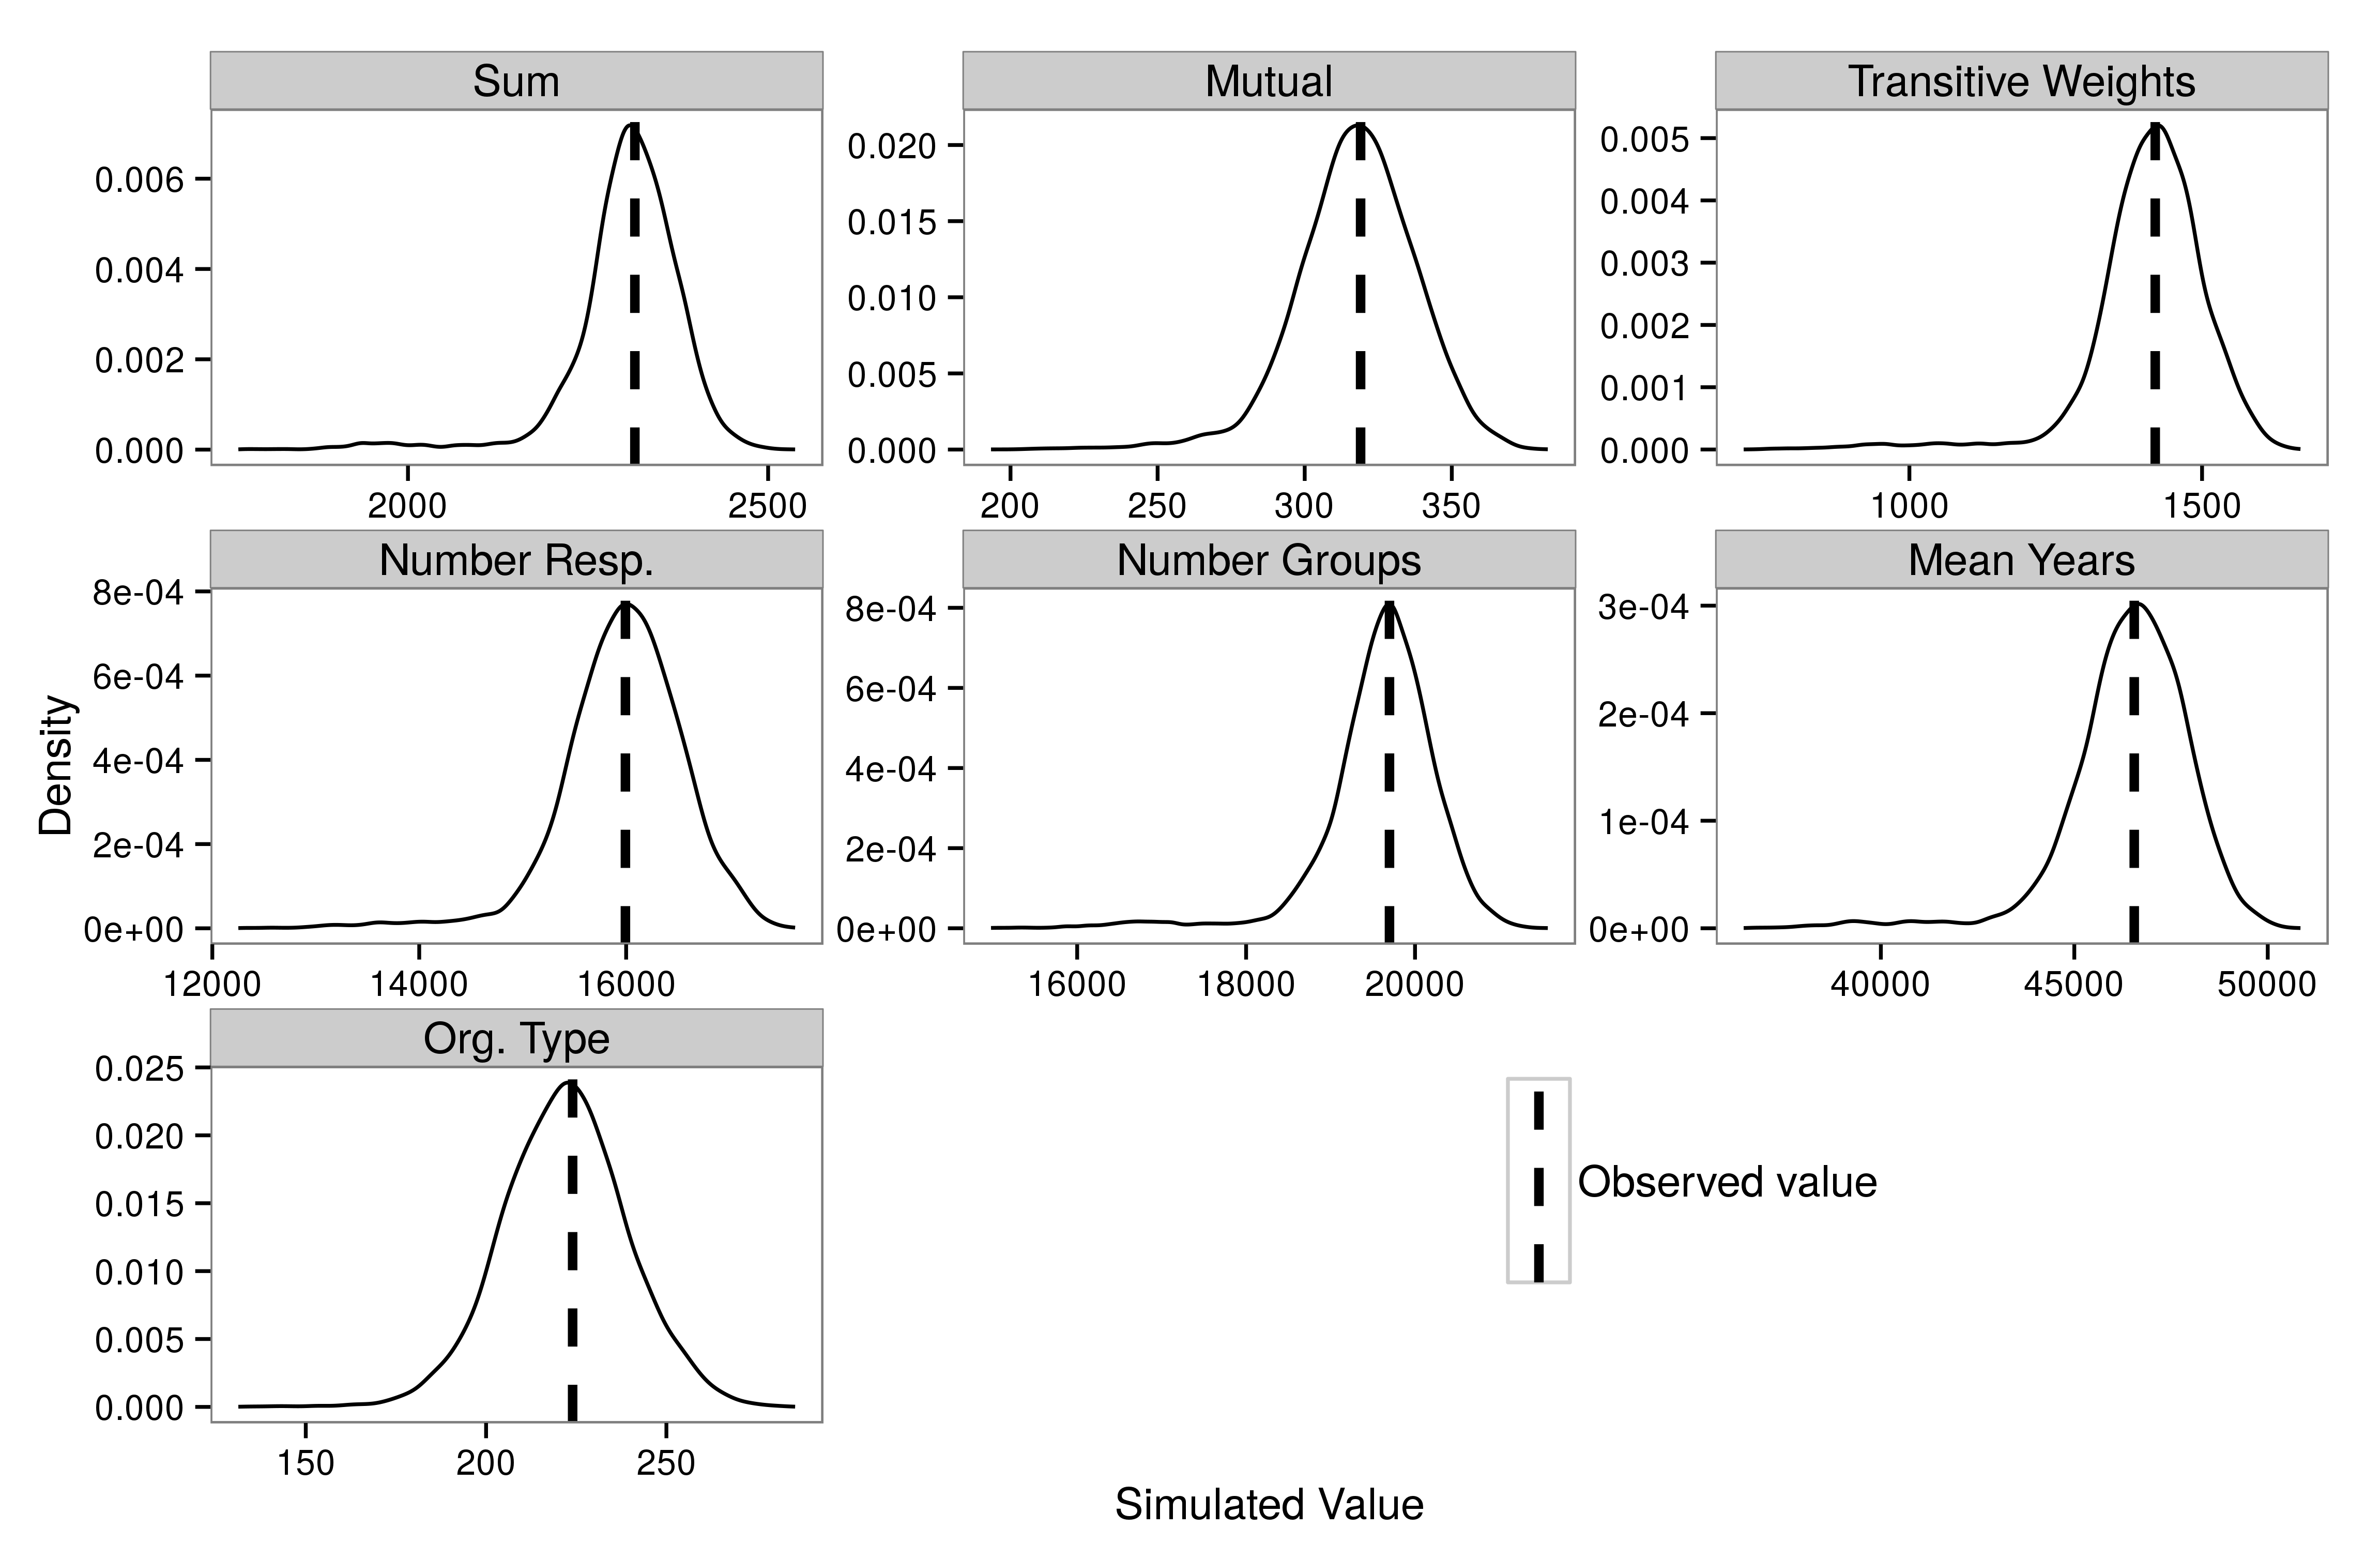 Sum
Mutual
Transitive Weights
0.006
0.004
0.002
0.000
2000 2500
0.020
0.015
0.010
0.005
0.000
200 250 300 350
0.005
0.004
0.003
0.002
0.001
0.000
1000 1500
Number Resp.
Number Groups
Mean Years
Density
8e-04
6e-04
4e-04
2e-04
0e+00
12000 14000 16000
8e-04
6e-04
4e-04
2e-04
0e+00
16000 18000 20000
3e-04
2e-04
1e-04
0e+00
40000 45000 50000
Org. Type
0.025
0.020
0.015
0.010
0.005
0.000
150 200 250
Observed value
Simulated Value